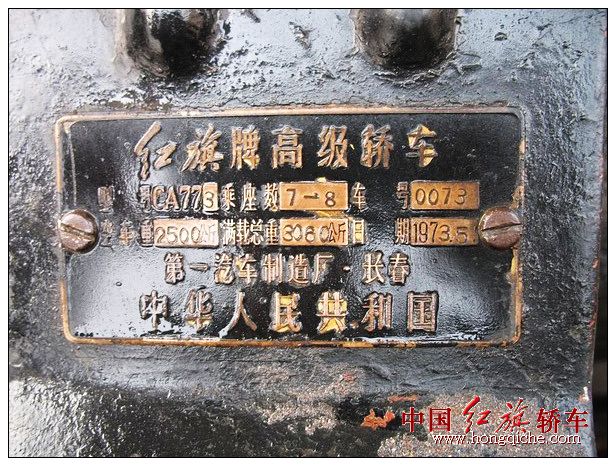 红旗牌高级轿车
型号CA773乘座数7-8车号0073
空车重2500公斤满载总重3080公斤日期1973.5.
第一汽车制造厂·长春
中华人民共和国
中国红旗轿车
www.hongqiche.com